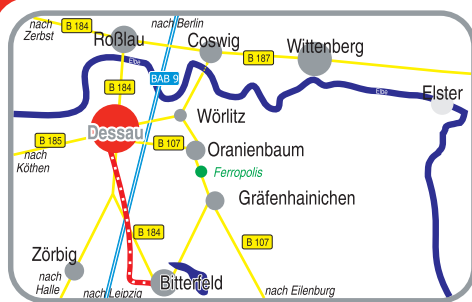 nach
Zerbst
B 184
nach Berlin
Roßlau
Coswig
Wittenberg
B 187
Elbe
BAB 9
B 184
Elbe
Elster
Wörlitz
Dessau
B 185
B 107
Oranienbaum
nach
Köthen
Ferropolis
Gräfenhainichen
B 184
B 107
Zörbig
nach
Halle
nach Leipzig
Bitterfeld
nach Eilenburg